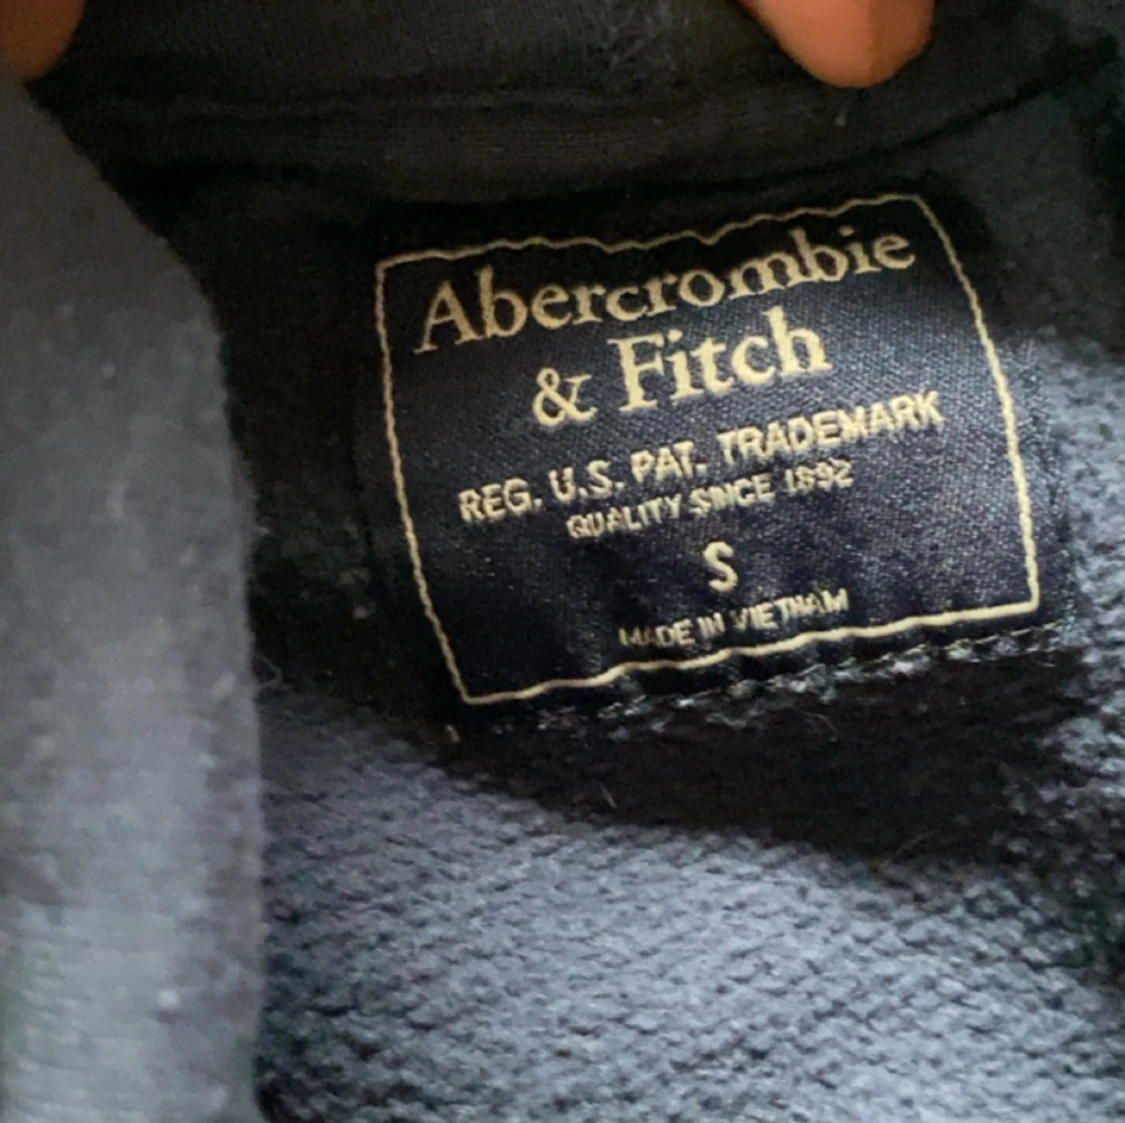 Abercrombie
& Fitch
REG. U.S. PAT. TRADEMARK
QUALITY SINCE 1892
S
MADE IN VIETNAM